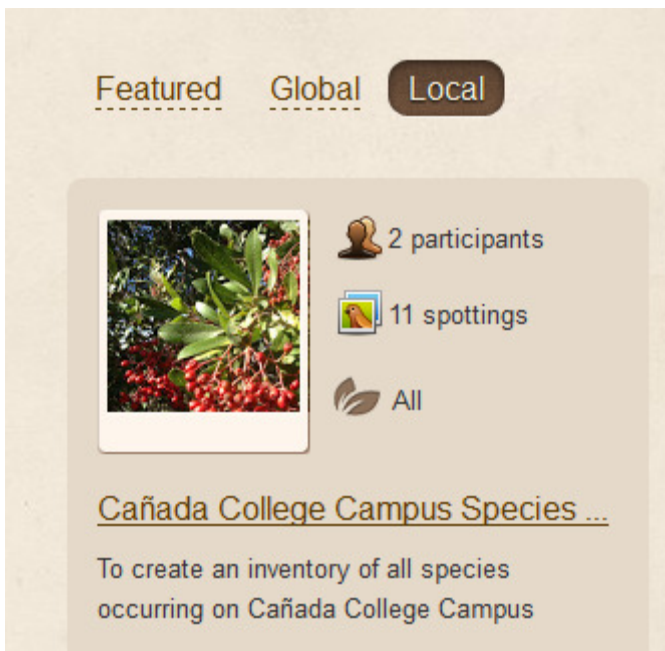 Featured Global Local
2 participants
11 spottings
All
Cañada College Campus Species ...
To create an inventory of all species
occurring on Cañada College Campus